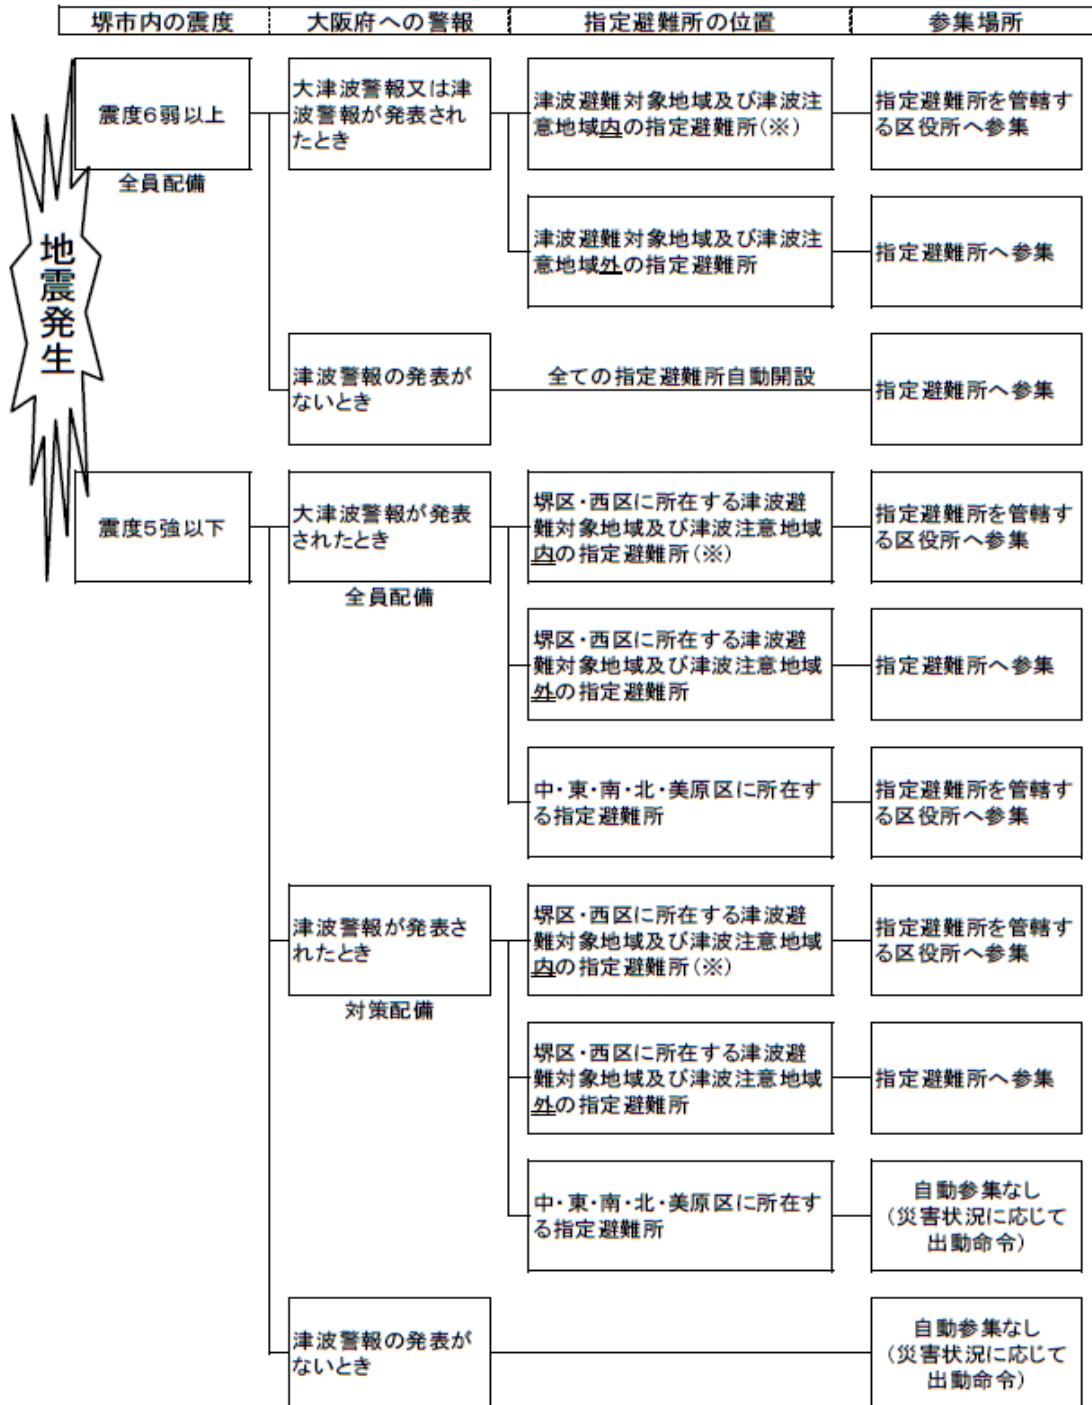 堺市内の震度
大阪府への警報
指定避難所の位置
参集場所
地震発生
震度6弱以上
全員配備
大津波警報又は津
波警報が発表され
たとき
津波避難対象地域及び津波注
意地域内の指定避難所(※)
指定避難所を管轄す
る区役所へ参集
津波避難対象地域及び津波注
意地域外の指定避難所
指定避難所へ参集
津波警報の発表が
ないとき
全ての指定避難所自動開設
指定避難所へ参集
震度5強以下
大津波警報が発表
されたとき
全員配備
堺区・西区に所在する津波避
難対象地域及び津波注意地域
内の指定避難所(※)
指定避難所を管轄す
る区役所へ参集
堺区・西区に所在する津波避
難対象地域及び津波注意地域
外の指定避難所
指定避難所へ参集
中・東・南・北・美原区に所在す
る指定避難所
指定避難所を管轄す
る区役所へ参集
津波警報が発表さ
れたとき
対策配備
堺区・西区に所在する津波避
難対象地域及び津波注意地域
内の指定避難所(※)
指定避難所を管轄す
る区役所へ参集
堺区・西区に所在する津波避
難対象地域及び津波注意地域
外の指定避難所
指定避難所へ参集
中・東・南・北・美原区に所在す
る指定避難所
自動参集なし
(災害状況に応じて
出動命令)
津波警報の発表が
ないとき
自動参集なし
(災害状況に応じて
出動命令)